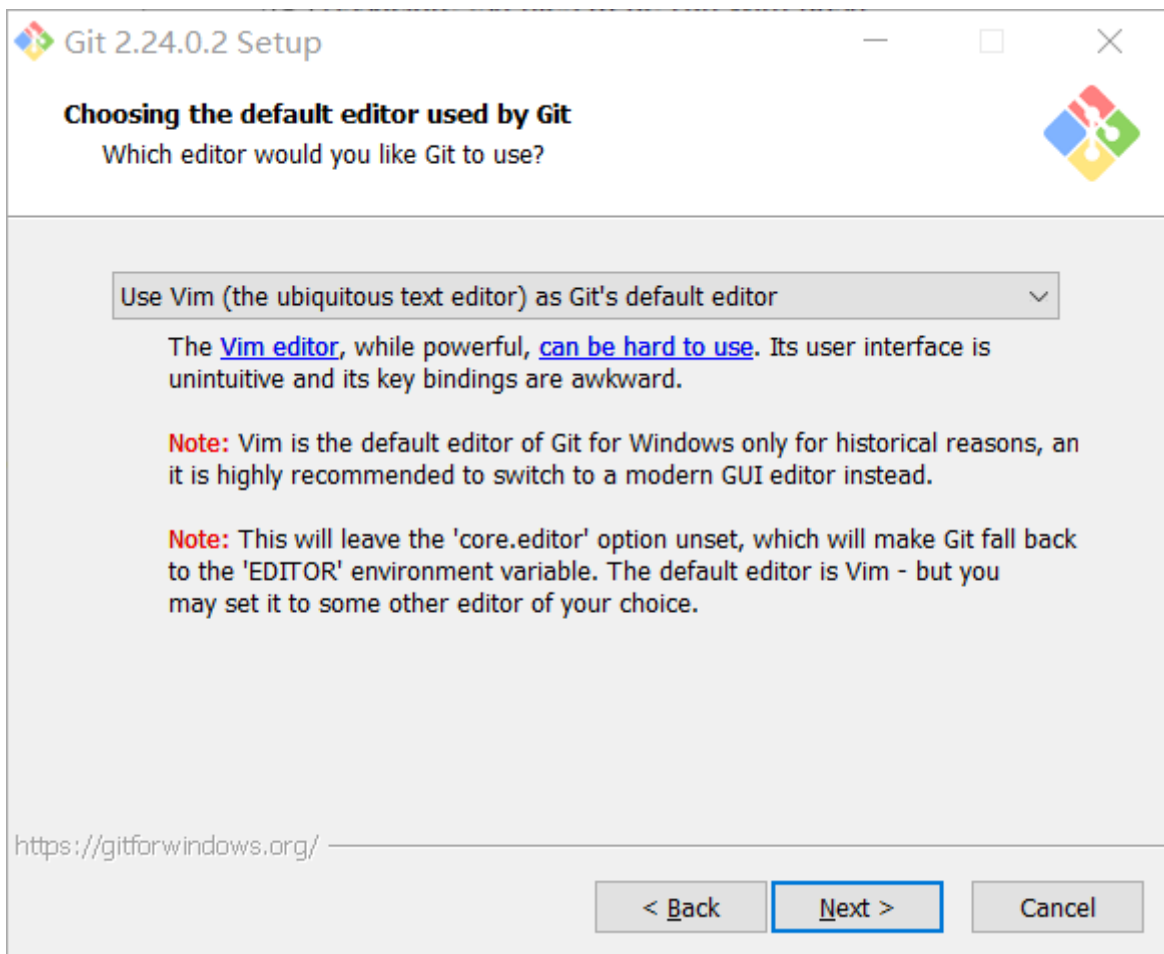 Git 2.24.0.2 Setup
Choosing the default editor used by Git
Which editor would you like Git to use?
Use Vim (the ubiquitous text editor) as Git's default editor
The Vim editor, while powerful, can be hard to use. Its user interface is
unintuitive and its key bindings are awkward.
Note: Vim is the default editor of Git for Windows only for historical reasons, an
it is highly recommended to switch to a modern GUI editor instead.
Note: This will leave the 'core.editor' option unset, which will make Git fall back
to the 'EDITOR' environment variable. The default editor is Vim - but you
may set it to some other editor of your choice.
https://gitforwindows.org/
< Back Next > Cancel